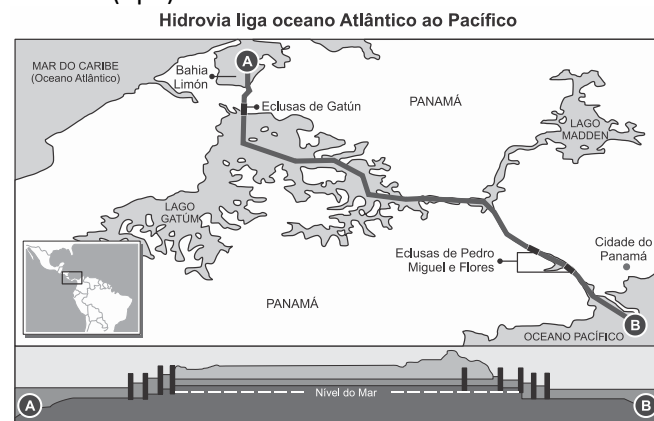 Hidrovia liga oceano Atlântico ao Pacífico
MAR DO CARIBE
(Oceano Atlântico)
Bahia
Limón
A
Eclusas de Gatún
PANAMÁ
LAGO
MADDEN
LAGO
GATÚM
Eclusas de Pedro
Miguel e Flores
Cidade do
Panamá
PANAMÁ
B
OCEANO PACÍFICO
Nível do Mar
A
B